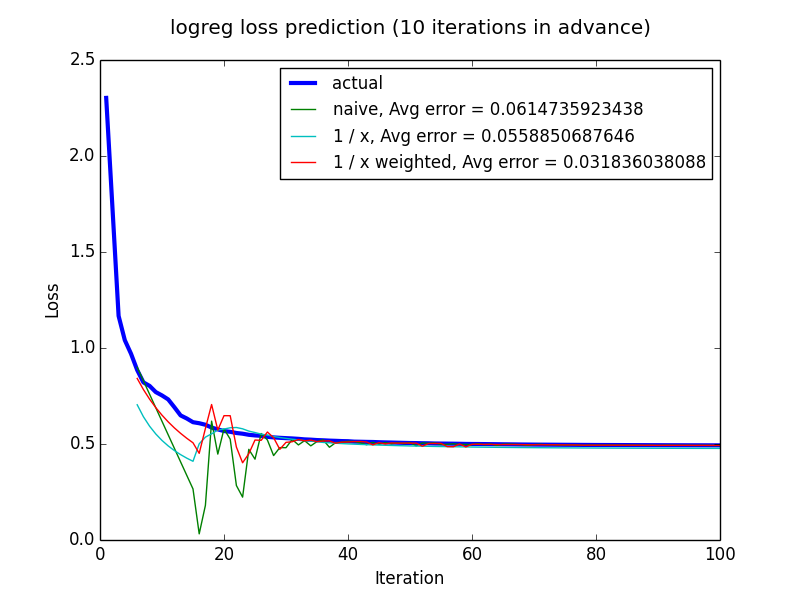 logreg loss prediction (10 iterations in advance)
actual
naive, Avg error = 0.0614735923438
1 / x, Avg error = 0.0558850687646
1 / x weighted, Avg error = 0.031836038088
2.5
2.0
1.5
1.0
0.5
0.0
Loss
0 20 40 60 80 100
Iteration